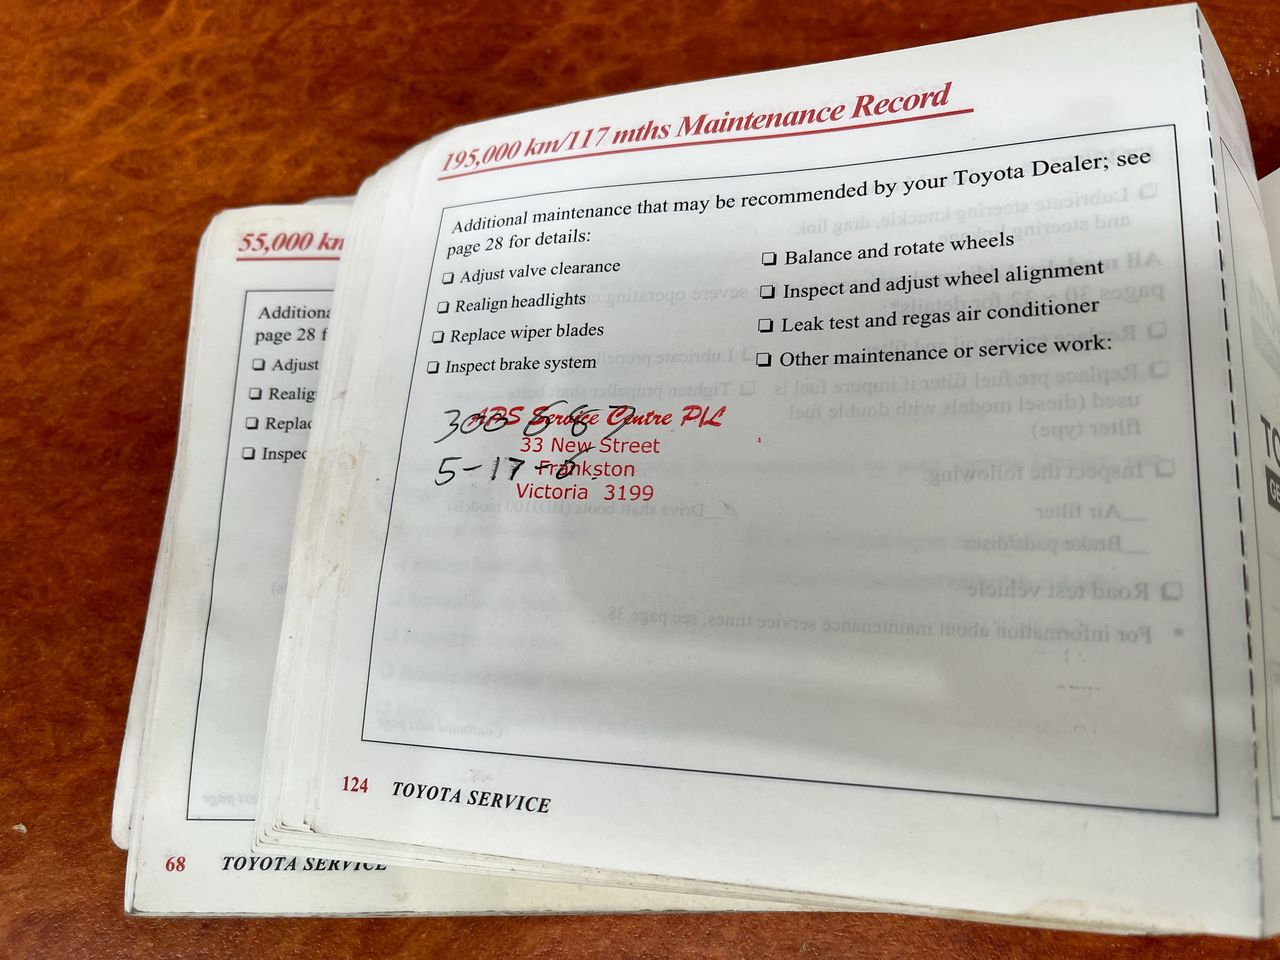 195,000 km/117 mths Maintenance Record
Additional maintenance that may be recommended by your Toyota Dealer; see
page 28 for details:
❏ Adjust valve clearance
❏ Realign headlights
❏ Replace wiper blades
❏ Inspect brake system
❏ Balance and rotate wheels
❏ Inspect and adjust wheel alignment
❏ Leak test and regas air conditioner
❏ Other maintenance or service work:
ABS Service Centre P/L
33 New Street
Frankston
Victoria 3199
124 TOYOTA SERVICE
55,000 km
Additiona
page 28 f
❏ Adjust
❏ Realig
❏ Replac
❏ Inspec
68 TOYOTA SERVICE